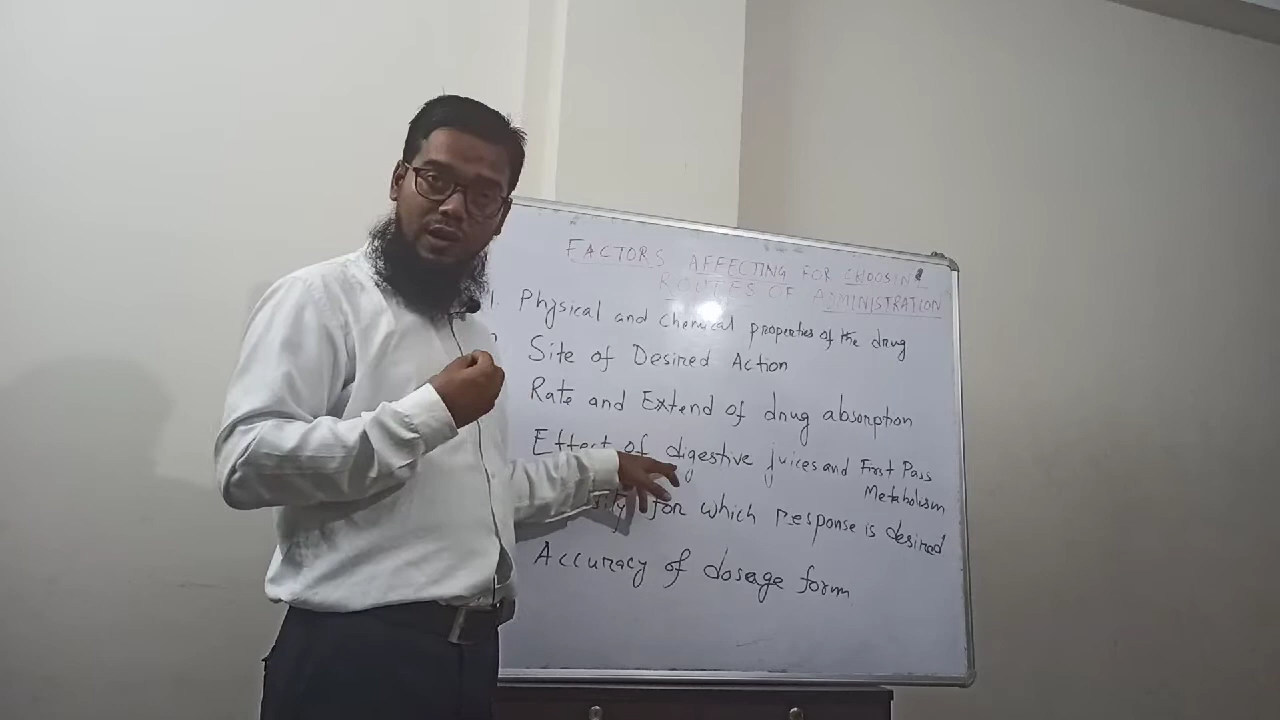 FACTORS AFFECTING FOR CHOOSING
ROUTES OF ADMINISTRATION
1. Physical and Chemical properties of the drug
Site of Desired Action
Rate and Extend of drug absorption
Effect of digestive juices and First Pass
Metabolism
for which response is desired
Accuracy of dosage form